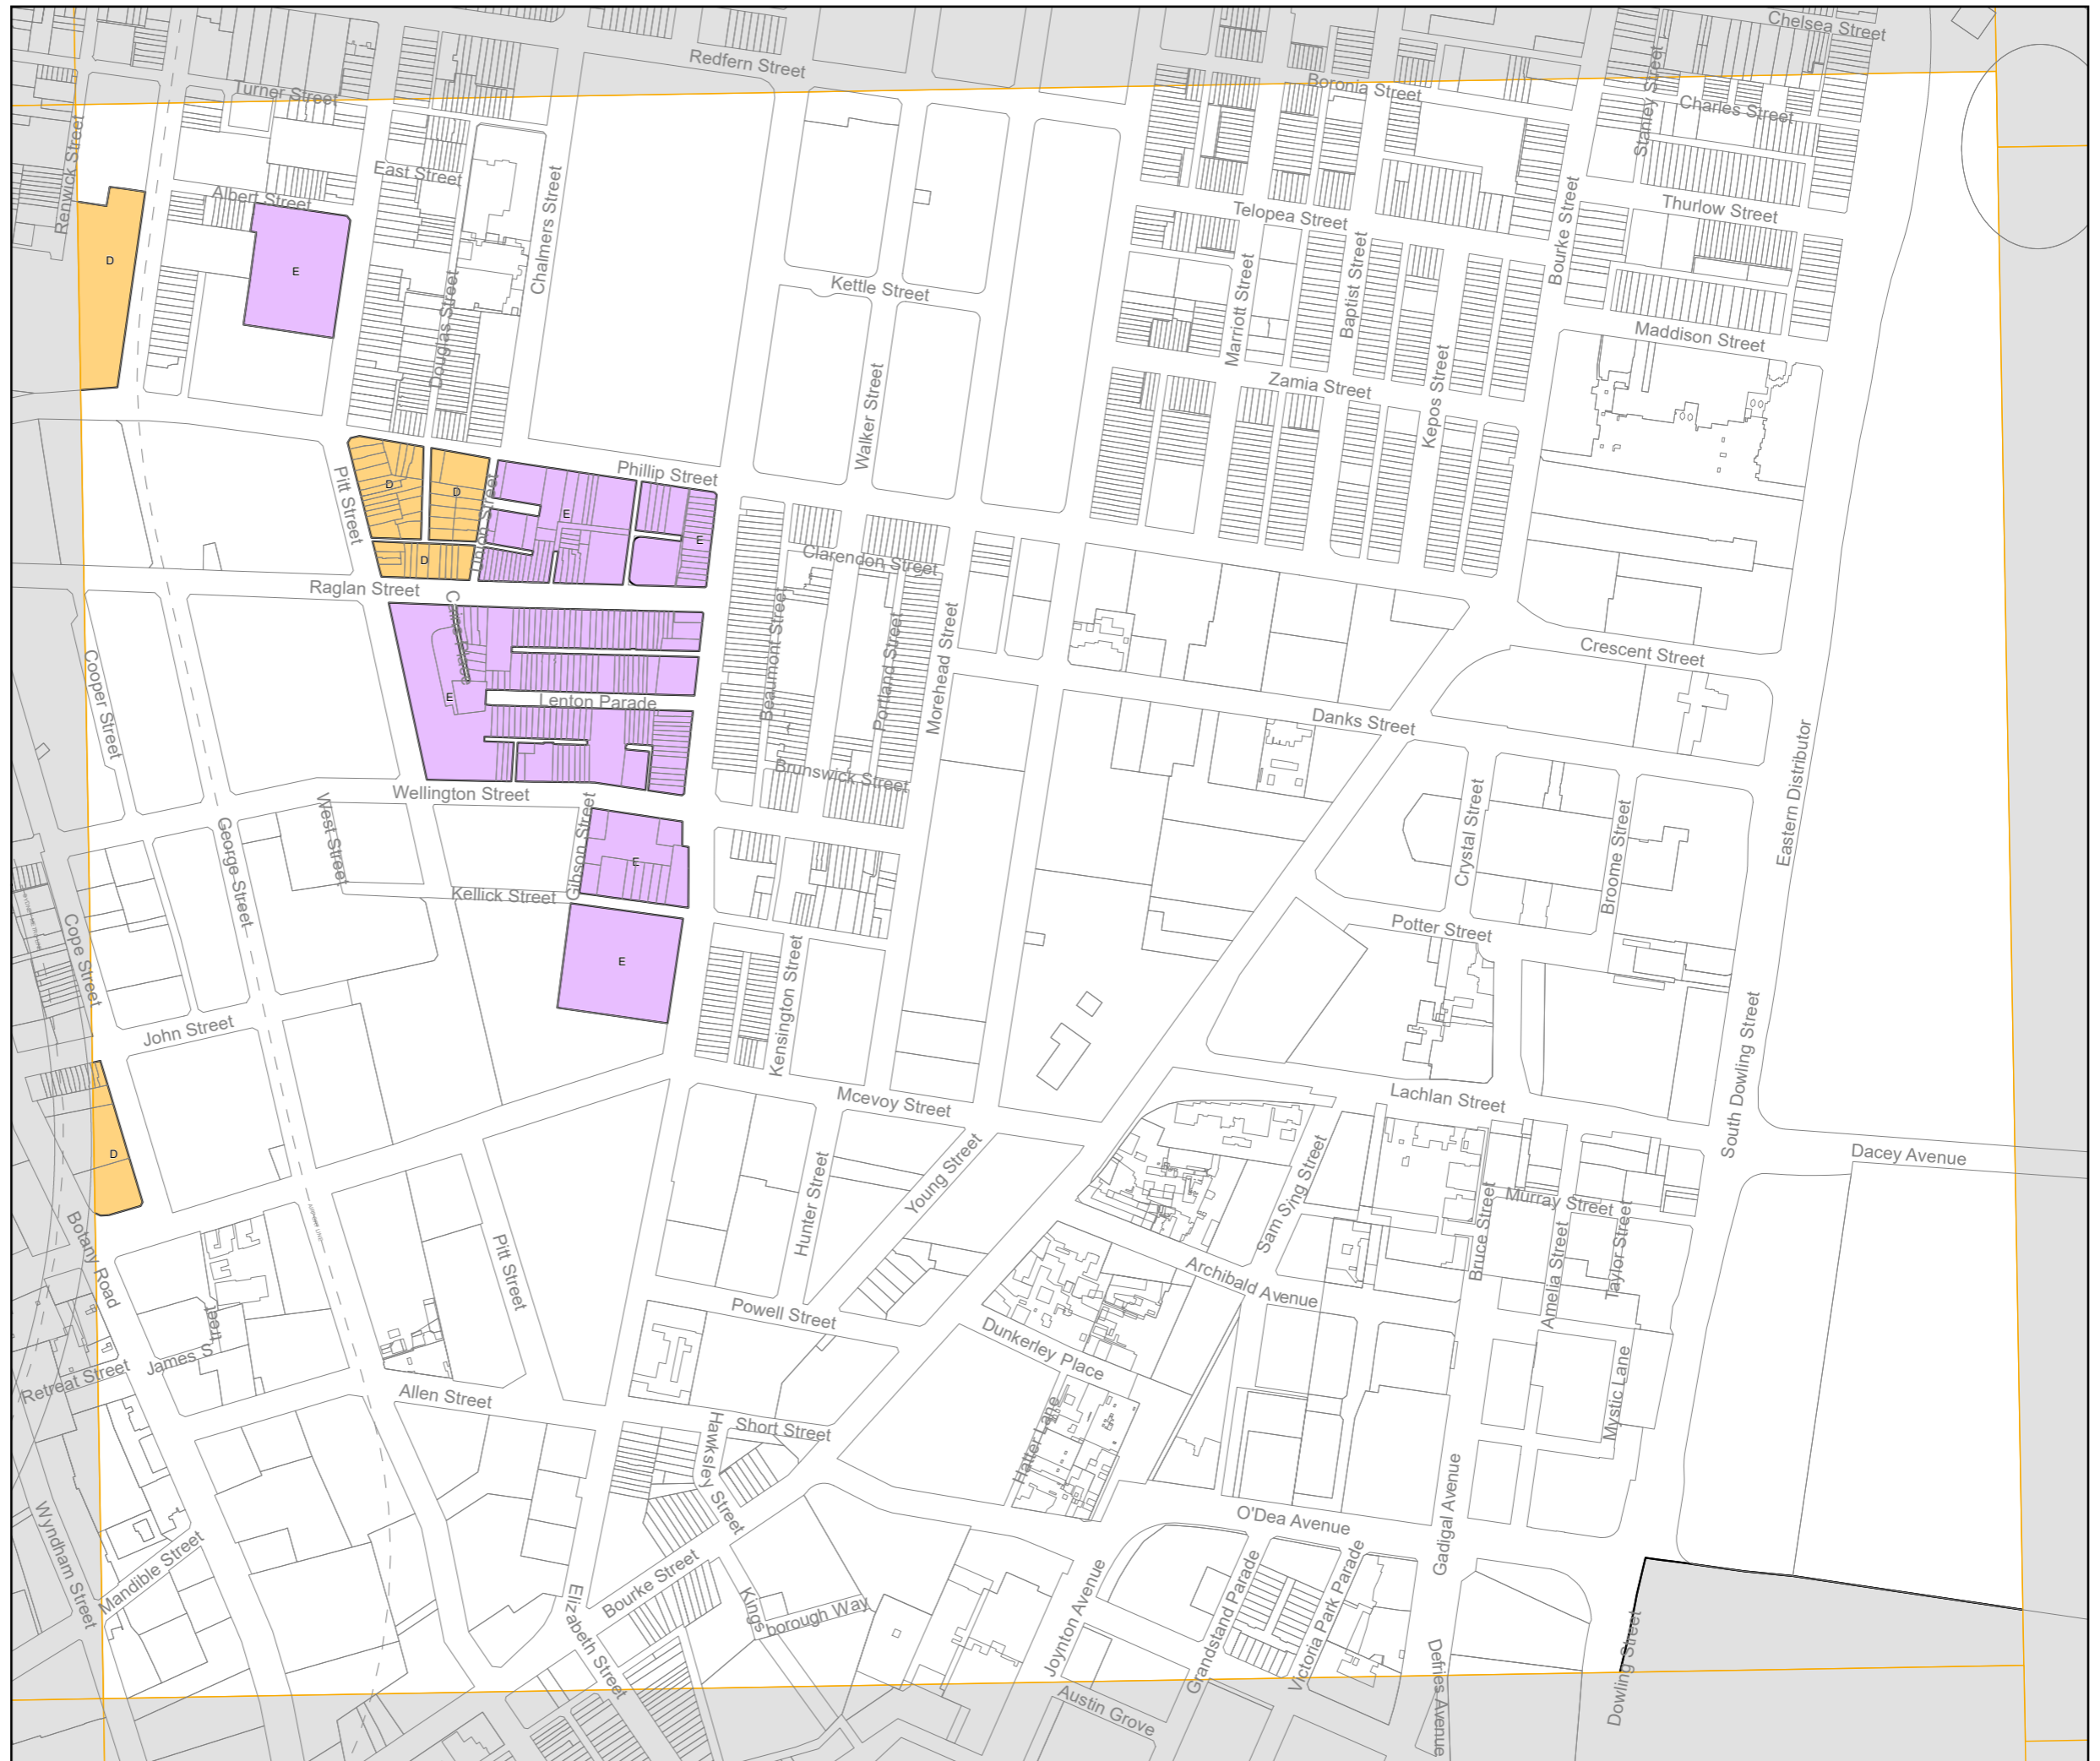 Chelsea Street
Redfern Street
Boronia Street
Turner Street
Charles Street
Stanley Street
Renwick Street
East Street
Albert Street
Chalmers Street
Telopea Street
Thurlow Street
Bourke Street
D
E
Kettle Street
Marriott Street
Baptist Street
Douglas Street
Maddison Street
Zamia Street
Kepos Street
Walker Street
Phillip Street
Pitt Street
D
D
E
E
D
Clarendon Street
Raglan Street
Beaumont Street
Portland Street
Morehead Street
Cooper Street
Crescent Street
E
Lenton Parade
Danks Street
Brunswick Street
Wellington Street
West Street
Gibson Street
George Street
Eastern Distributor
Crystal Street
Broome Street
E
Kellick Street
Cope Street
Potter Street
E
Kensington Street
John Street
South Dowling Street
Mcevoy Street
Lachlan Street
D
Dacey Avenue
Young Street
Hunter Street
Sam Sing Street
Murray Street
Bruce Street
Amelia Street
Taylor Street
Botany Road
Pitt Street
Archibald Avenue
Powell Street
Dunkerley Place
James S
treet
Retreat Street
Allen Street
Short Street
Hawksley Street
Hatter Lane
Mystic Lane
Gadigal Avenue
O'Dea Avenue
Wyndham Street
Mandible Street
Bourke Street
Elizabeth Street
Kings
borough Way
Joynton Avenue
Grandstand Parade
Victoria Park Parade
Defries Avenue
Dowling Street
Austin Grove